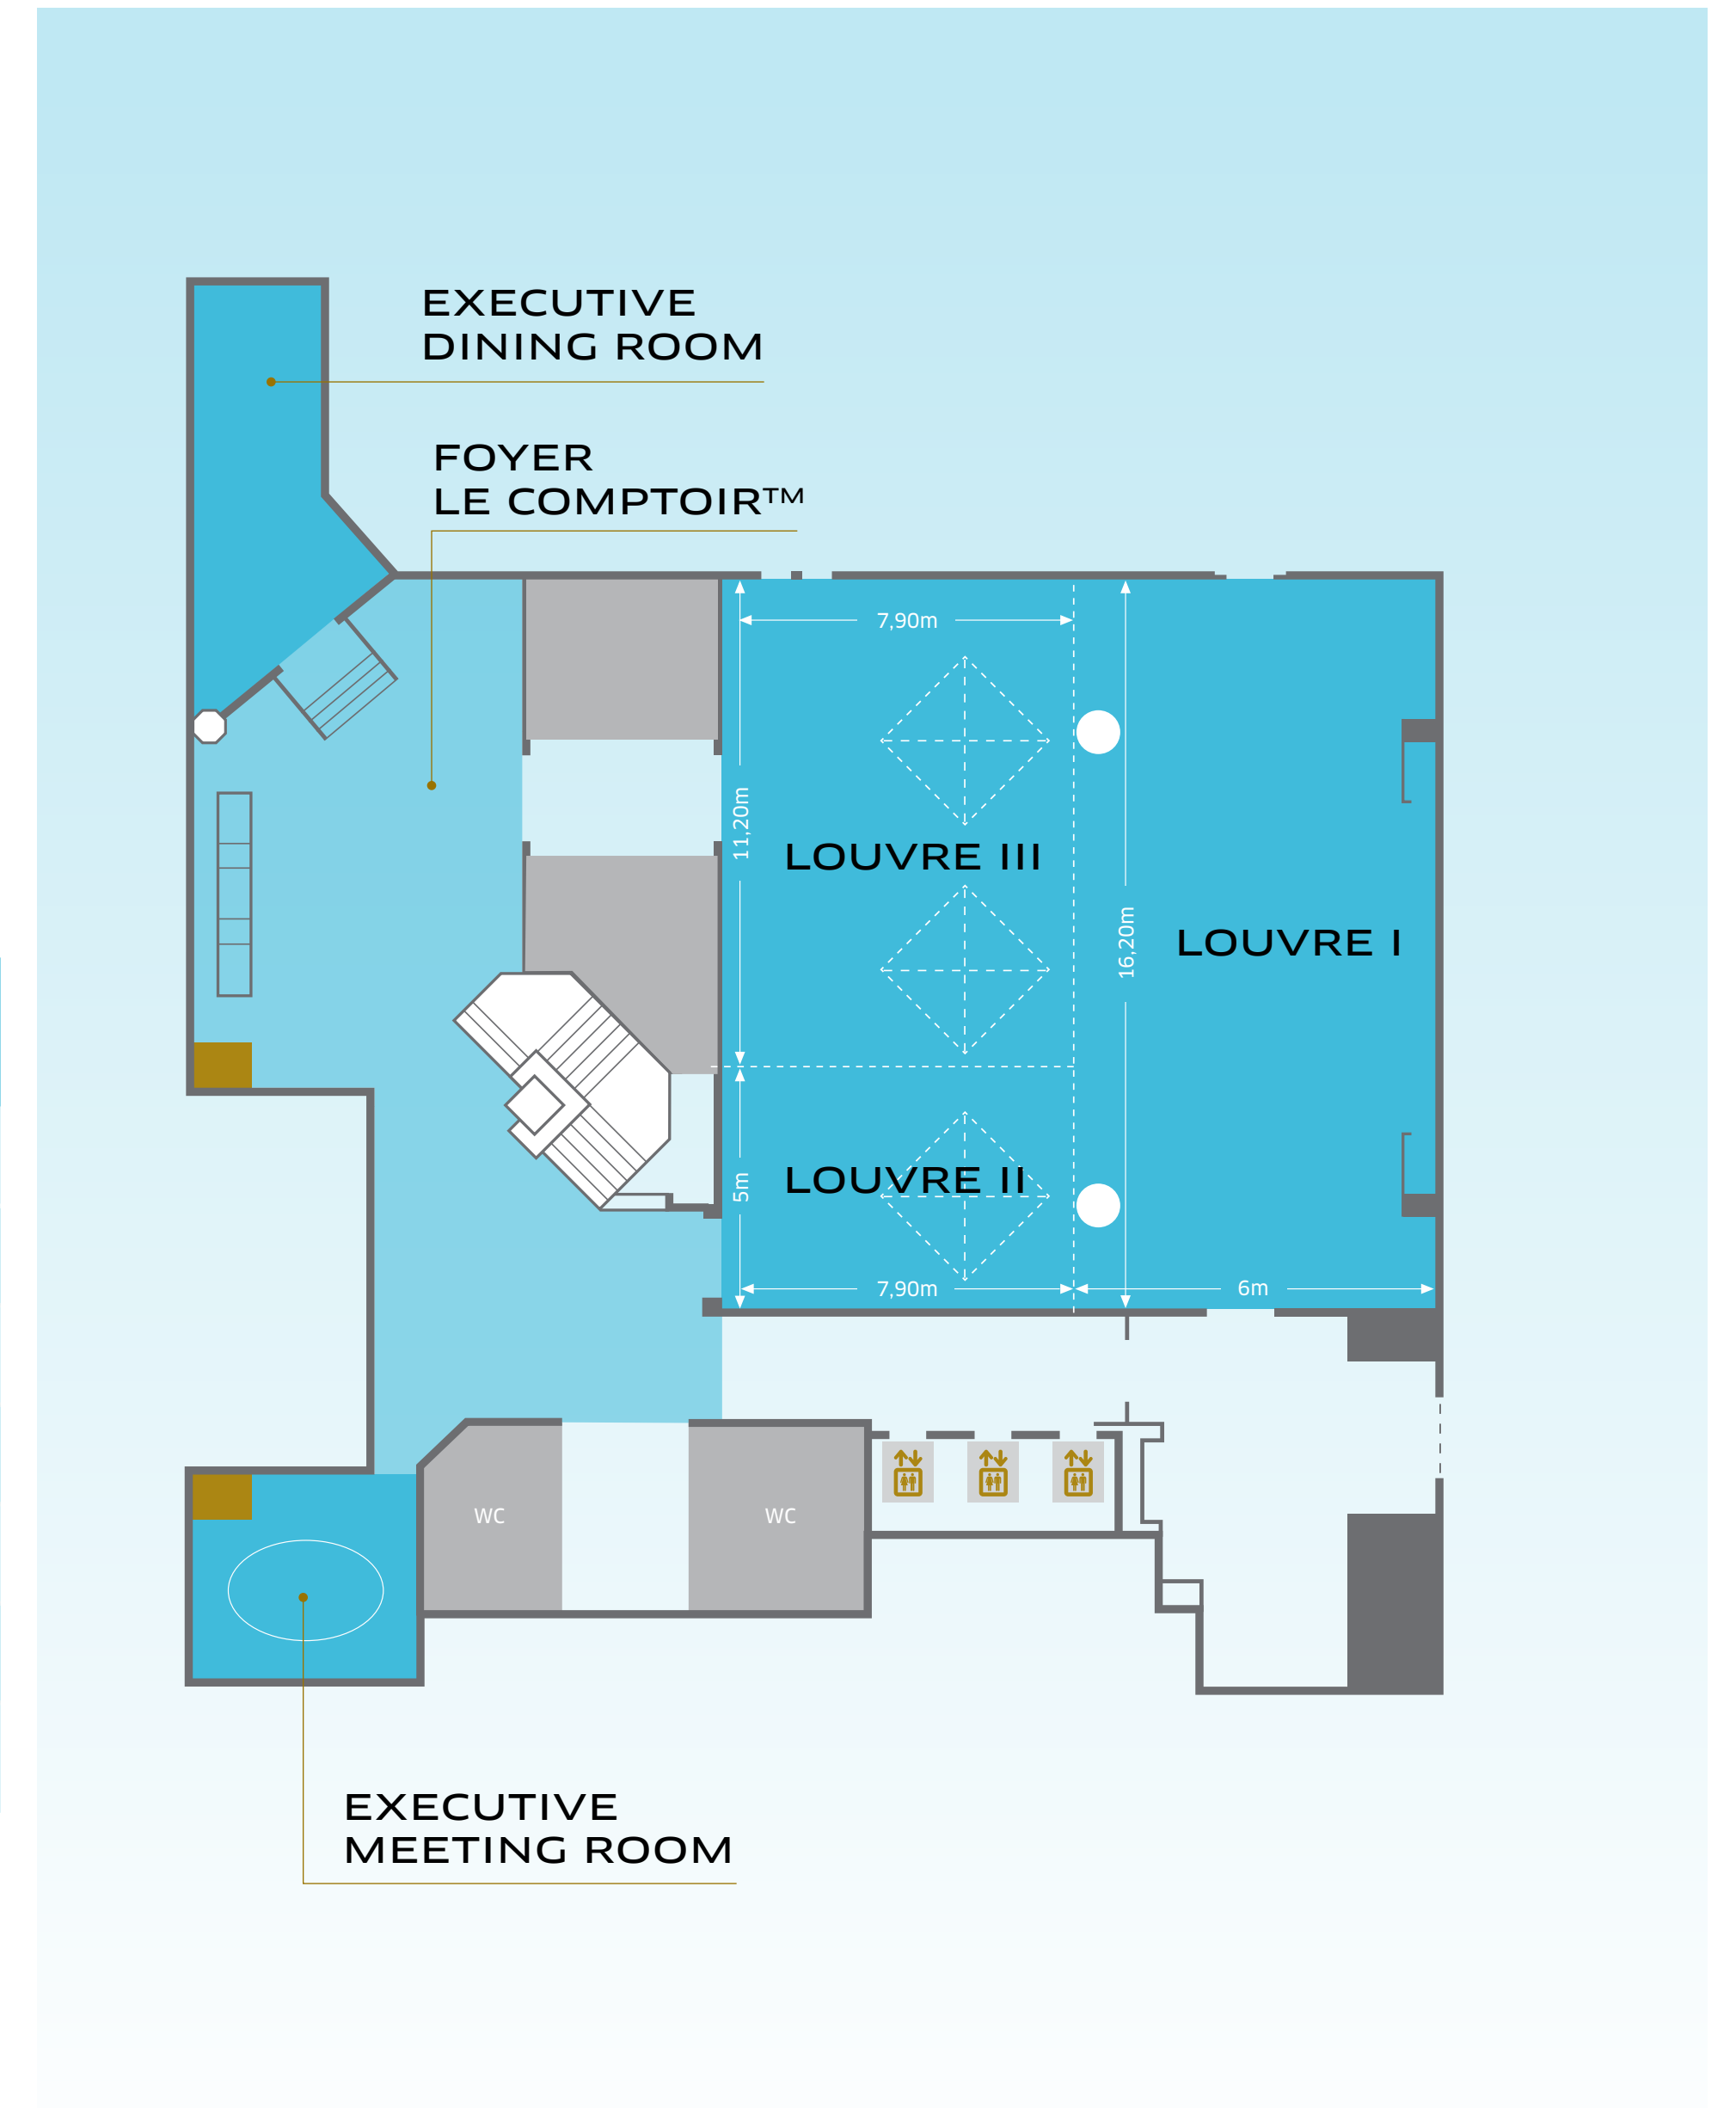 EXECUTIVE
DINING ROOM
FOYER
LE COMPTOIR™
7,90m
11,20m
LOUVRE III
16,20m
LOUVRE I
LOUVRE II
5m
7,90m
6m
WC
WC
EXECUTIVE
MEETING ROOM